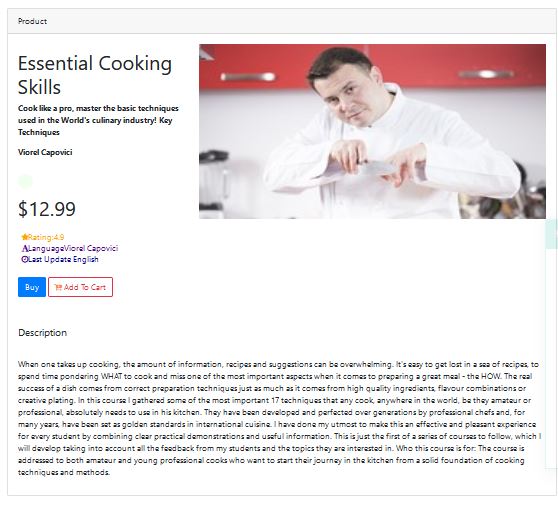 Product
Essential Cooking
Skills
Cook like a pro, master the basic techniques
used in the World's culinary industry! Key
Techniques
Viorel Capovici
$12.99
Rating:4.9
LanguageViorel Capovici
Last Update English
Buy
Add To Cart
Description
When one takes up cooking, the amount of information, recipes and suggestions can be overwhelming. It's easy to get lost in a sea of recipes, to
spend time pondering WHAT to cook and miss one of the most important aspects when it comes to preparing a great meal - the HOW. The real
success of a dish comes from correct preparation techniques just as much as it comes from high quality ingredients, flavour combinations or
creative plating. In this course I gathered some of the most important 17 techniques that any cook, anywhere in the world, be they amateur or
professional, absolutely needs to use in his kitchen. They have been developed and perfected over generations by professional chefs and, for
many years, have been set as golden standards in international cuisine. I have done my utmost to make this an effective and pleasant experience
for every student by combining clear practical demonstrations and useful information. This is just the first of a series of courses to follow, which I
will develop taking into account all the feedback from my students and the topics they are interested in. Who this course is for: The course is
addressed to both amateur and young professional cooks who want to start their journey in the kitchen from a solid foundation of cooking
techniques and methods.